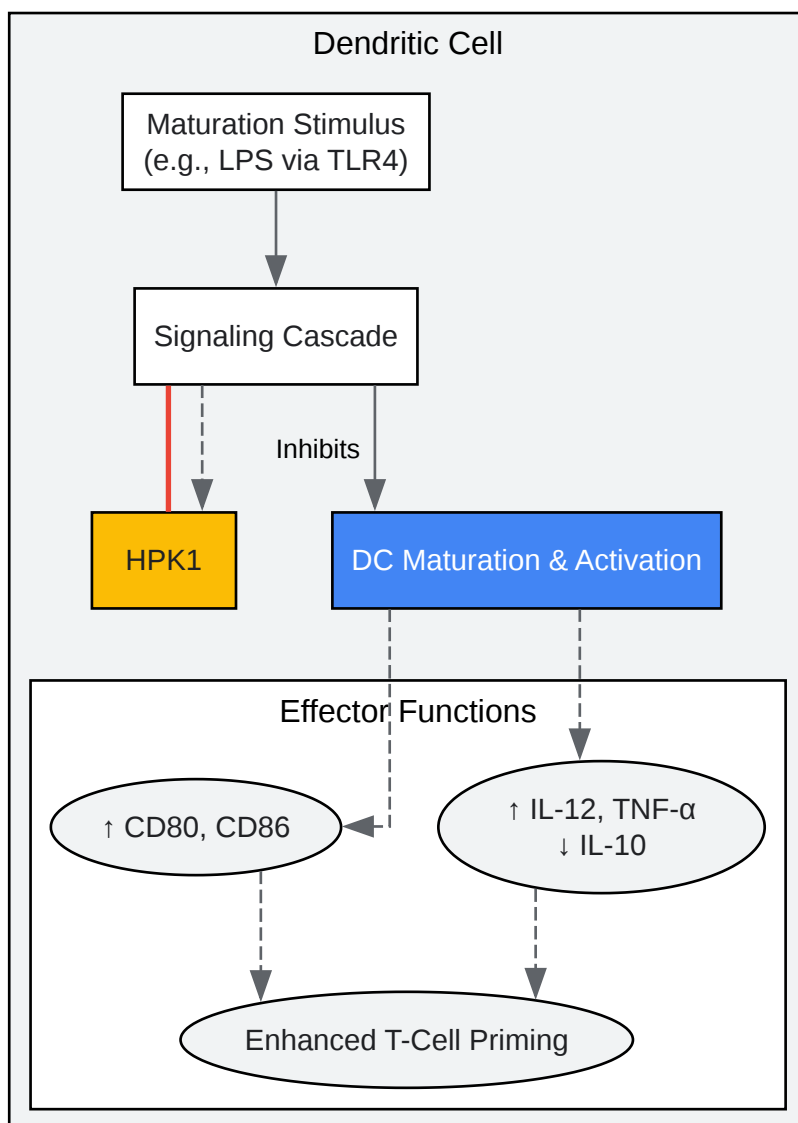 Dendritic Cell
Maturation Stimulus
(e.g., LPS via TLR4)
Signaling Cascade
Inhibits
HPK1
DC Maturation & Activation
Effector Functions
↑ CD80, CD86
↑ IL-12, TNF-α
↓ IL-10
Enhanced T-Cell Priming